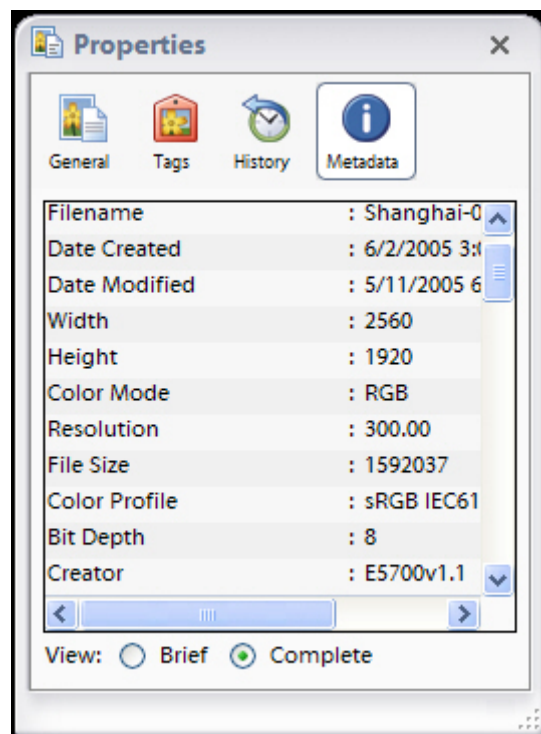 Properties
General Tags History Metadata
Filename : Shanghai-0
Date Created : 6/2/2005 3:0
Date Modified : 5/11/2005 6
Width : 2560
Height : 1920
Color Mode : RGB
Resolution : 300.00
File Size : 1592037
Color Profile : sRGB IEC61
Bit Depth : 8
Creator : E5700v1.1
View: Brief Complete